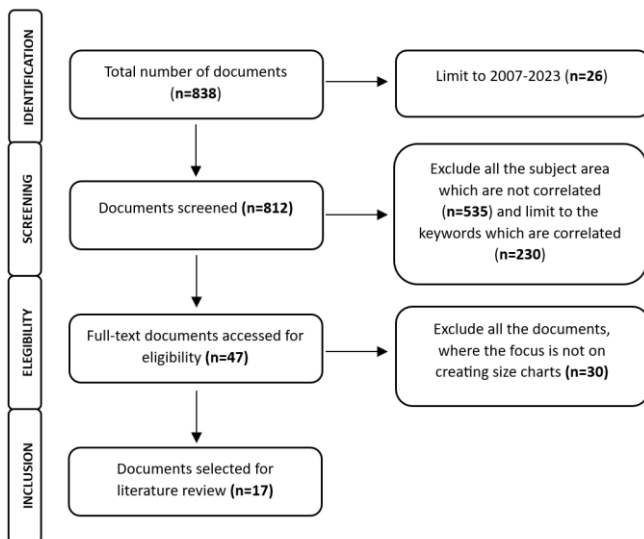 IDENTIFICATION
Total number of documents
(n=838)
Limit to 2007-2023 (n=26)
SCREENING
Documents screened (n=812)
Exclude all the subject area
which are not correlated
(n=535) and limit to the
keywords which are correlated
(n=230)
ELEGIBILITY
Full-text documents accessed for
eligibility (n=47)
Exclude all the documents,
where the focus is not on
creating size charts (n=30)
INCLUSION
Documents selected for
literature review (n=17)